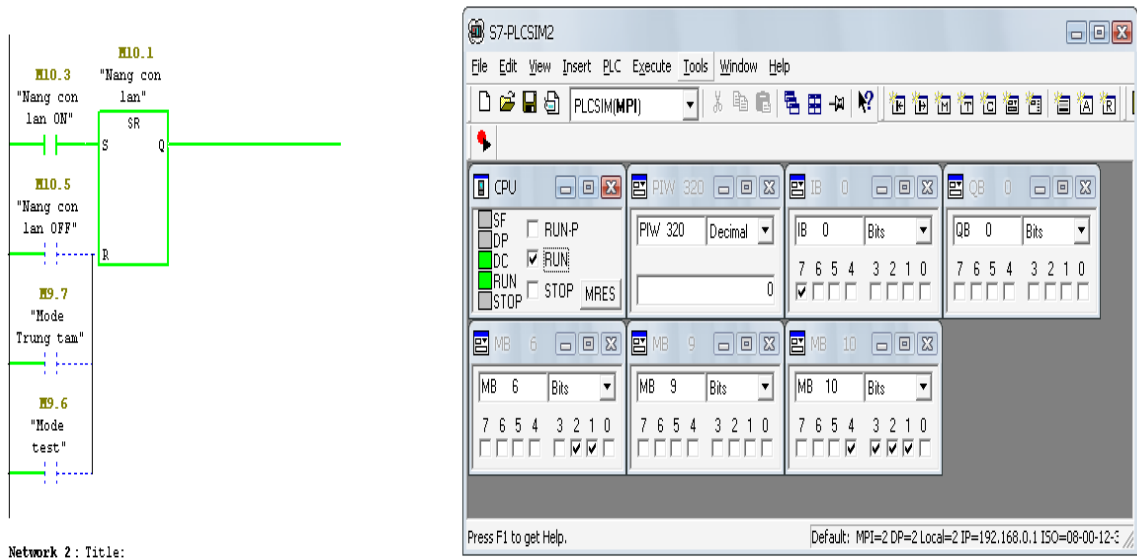 M10.1
M10.3 "Nang con
"Nang con lan"
lan ON" SR
S Q
M10.5
"Nang con
lan OFF"
R
M9.7
"Mode
Trung tam"
M9.6
"Mode
test"
Network 2 : Title:
S7-PLCSIM2
File Edit View Insert PLC Execute Tools Window Help
PLCSIM(MPI)
CPU
SF
DP
DC
RUN
STOP
RUN-P
RUN
STOP MRES
PIW 320
PIW 320 Decimal
0
IB 0
IB 0 Bits
7 6 5 4 3 2 1 0
QB 0
QB 0 Bits
7 6 5 4 3 2 1 0
MB 6
MB 6 Bits
7 6 5 4 3 2 1 0
MB 9
MB 9 Bits
7 6 5 4 3 2 1 0
MB 10
MB 10 Bits
7 6 5 4 3 2 1 0
Press F1 to get Help.
Default: MPI=2 DP=2 Local=2 IP=192.168.0.1 ISO=08-00-12-